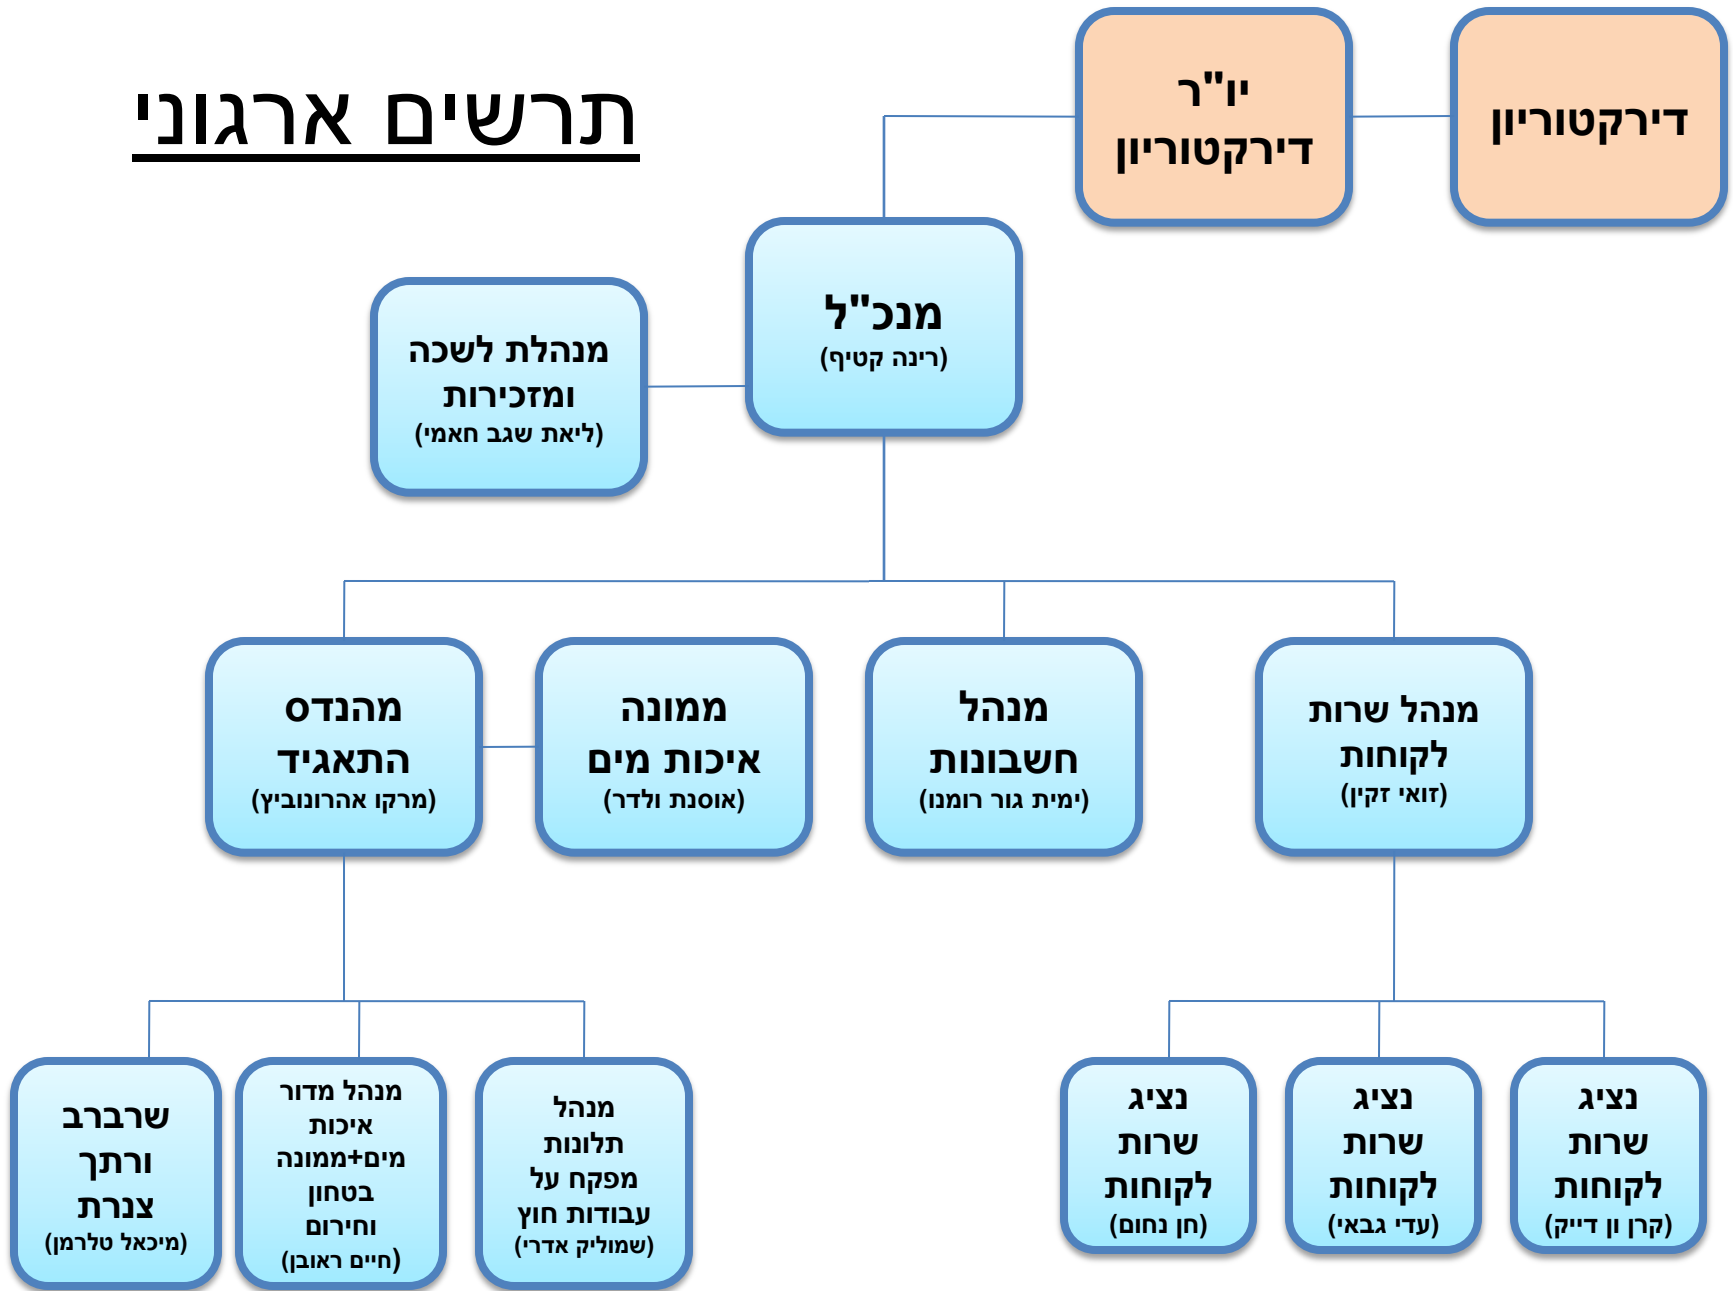 תרשים ארגוני
דירקטוריון
יו"ר
דירקטוריון
מנכ"ל
(רינה קטיף)
מנהלת לשכה
ומזכירות
(ליאת שגב חאמי)
מנהל שרות
לקוחות
(זואי זקין)
מנהל
חשבונות
(ימית גור רומנו)
ממונה
איכות מים
(אוסנת ולדר)
מהנדס
התאגיד
(מרקו אהרונוביץ)
נציג
שרות
לקוחות
(קרן ון דייק)
נציג
שרות
לקוחות
(עדי גבאי)
נציג
שרות
לקוחות
(חן נחום)
מנהל
תלונות
מפקח על
עבודות חוץ
(שמוליק אדרי)
מנהל מדור
איכות
מים+ממונה
בטחון
וחירום
(חיים ראובן)
שרברב
ורתך
צנרת
(מיכאל טלרמן)